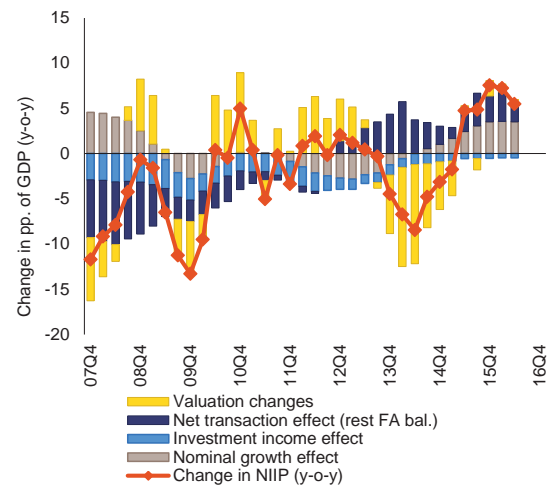 Change in pp. of GDP (y-o-y)
15
10
5
0
-5
-10
-15
-20
07Q4
08Q4
09Q4
10Q4
11Q4
12Q4
13Q4
14Q4
15Q4
16Q4
Valuation changes
Net transaction effect (rest FA bal.)
Investment income effect
Nominal growth effect
Change in NIIP (y-o-y)